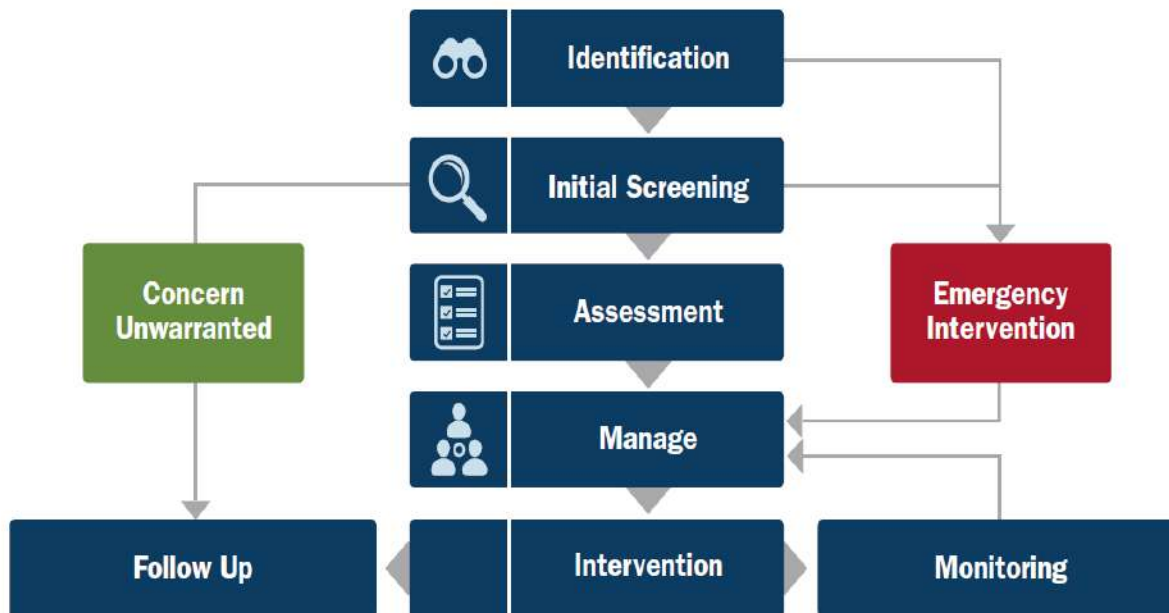 Identification
Initial Screening
Concern
Unwarranted
Emergency
Intervention
Assessment
Manage
Follow Up
Intervention
Monitoring